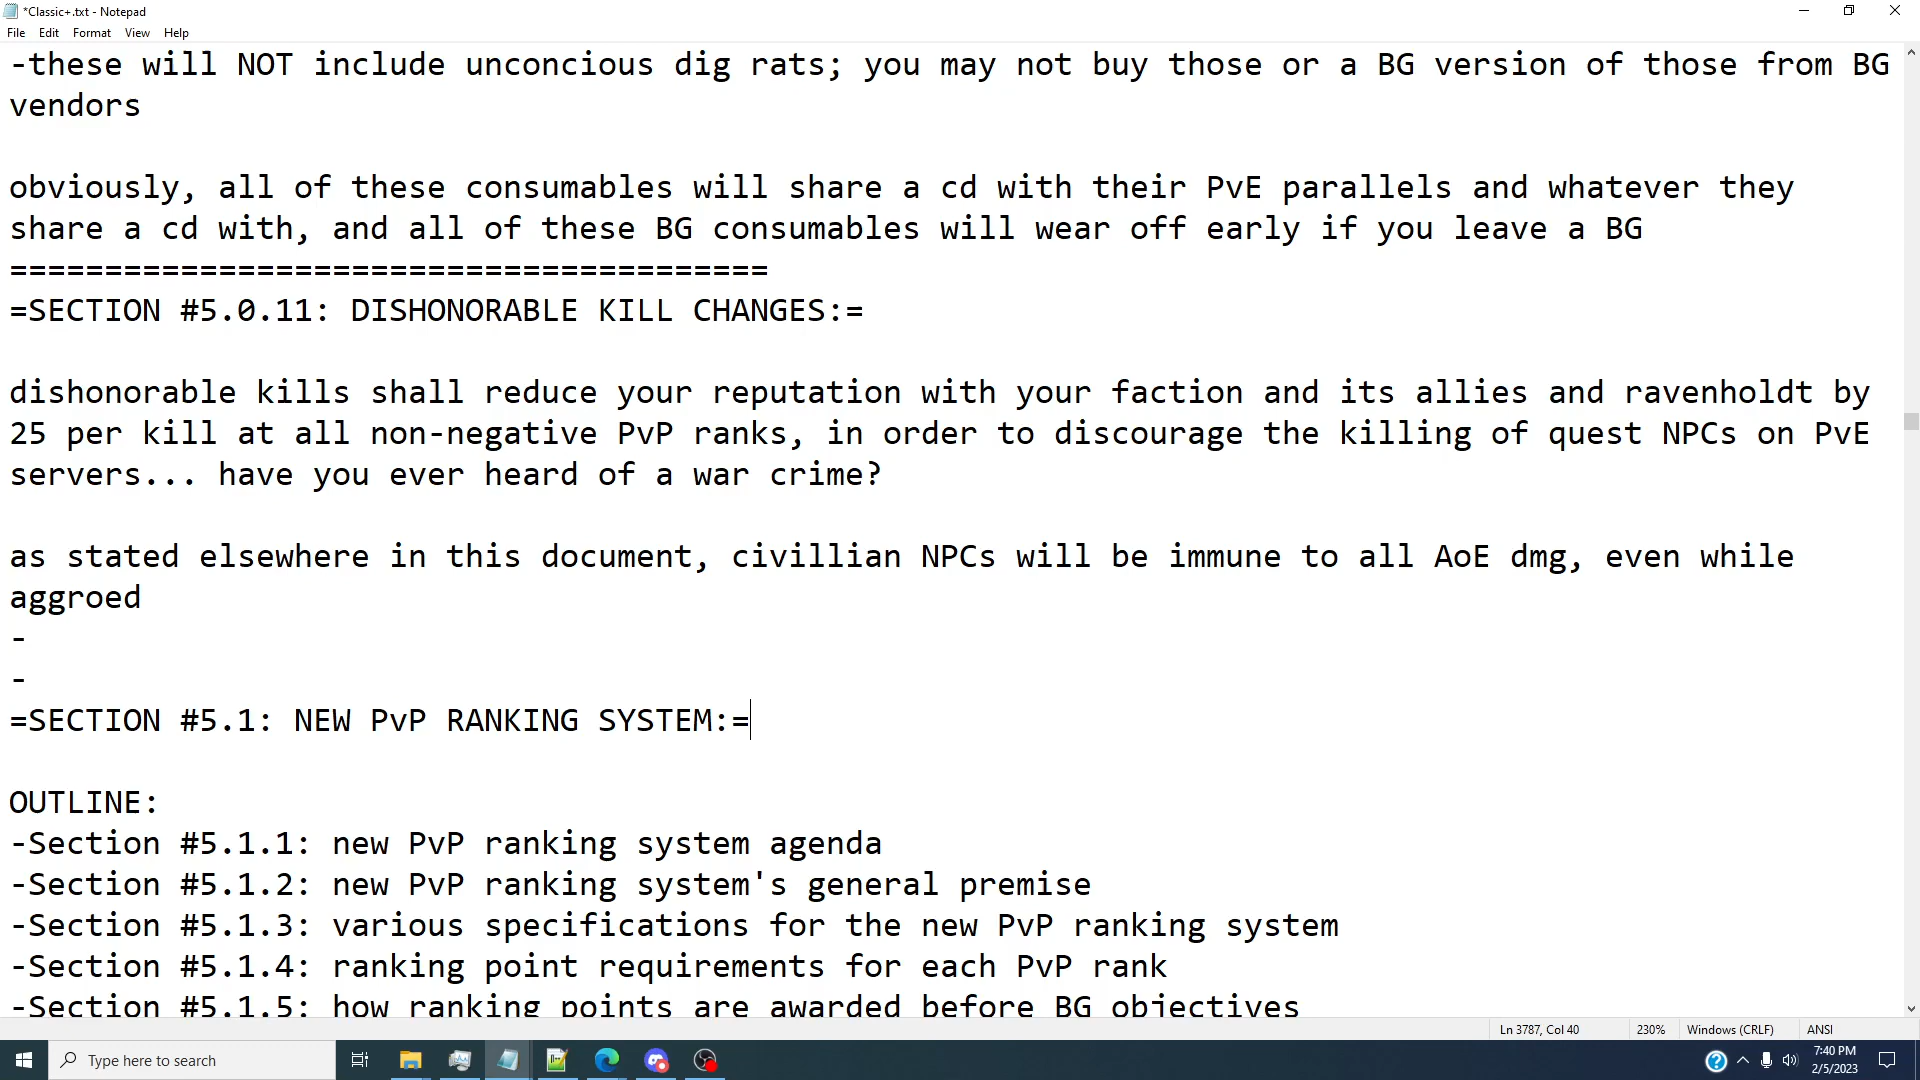 *Classic+.txt - Notepad
File Edit Format View Help
-these will NOT include unconcious dig rats; you may not buy those or a BG version of those from BG
vendors
obviously, all of these consumables will share a cd with their PvE parallels and whatever they
share a cd with, and all of these BG consumables will wear off early if you leave a BG
========================================
=SECTION #5.0.11: DISHONORABLE KILL CHANGES:=
dishonorable kills shall reduce your reputation with your faction and its allies and ravenholdt by
25 per kill at all non-negative PvP ranks, in order to discourage the killing of quest NPCs on PvE
servers... have you ever heard of a war crime?
as stated elsewhere in this document, civillian NPCs will be immune to all AoE dmg, even while
aggroed
-
-
=SECTION #5.1: NEW PvP RANKING SYSTEM:=
OUTLINE:
-Section #5.1.1: new PvP ranking system agenda
-Section #5.1.2: new PvP ranking system's general premise
-Section #5.1.3: various specifications for the new PvP ranking system
-Section #5.1.4: ranking point requirements for each PvP rank
-Section #5.1.5: how ranking points are awarded before BG objectives
Ln 3787, Col 40 230% Windows (CRLF) ANSI
Type here to search
7:40 PM
2/5/2023